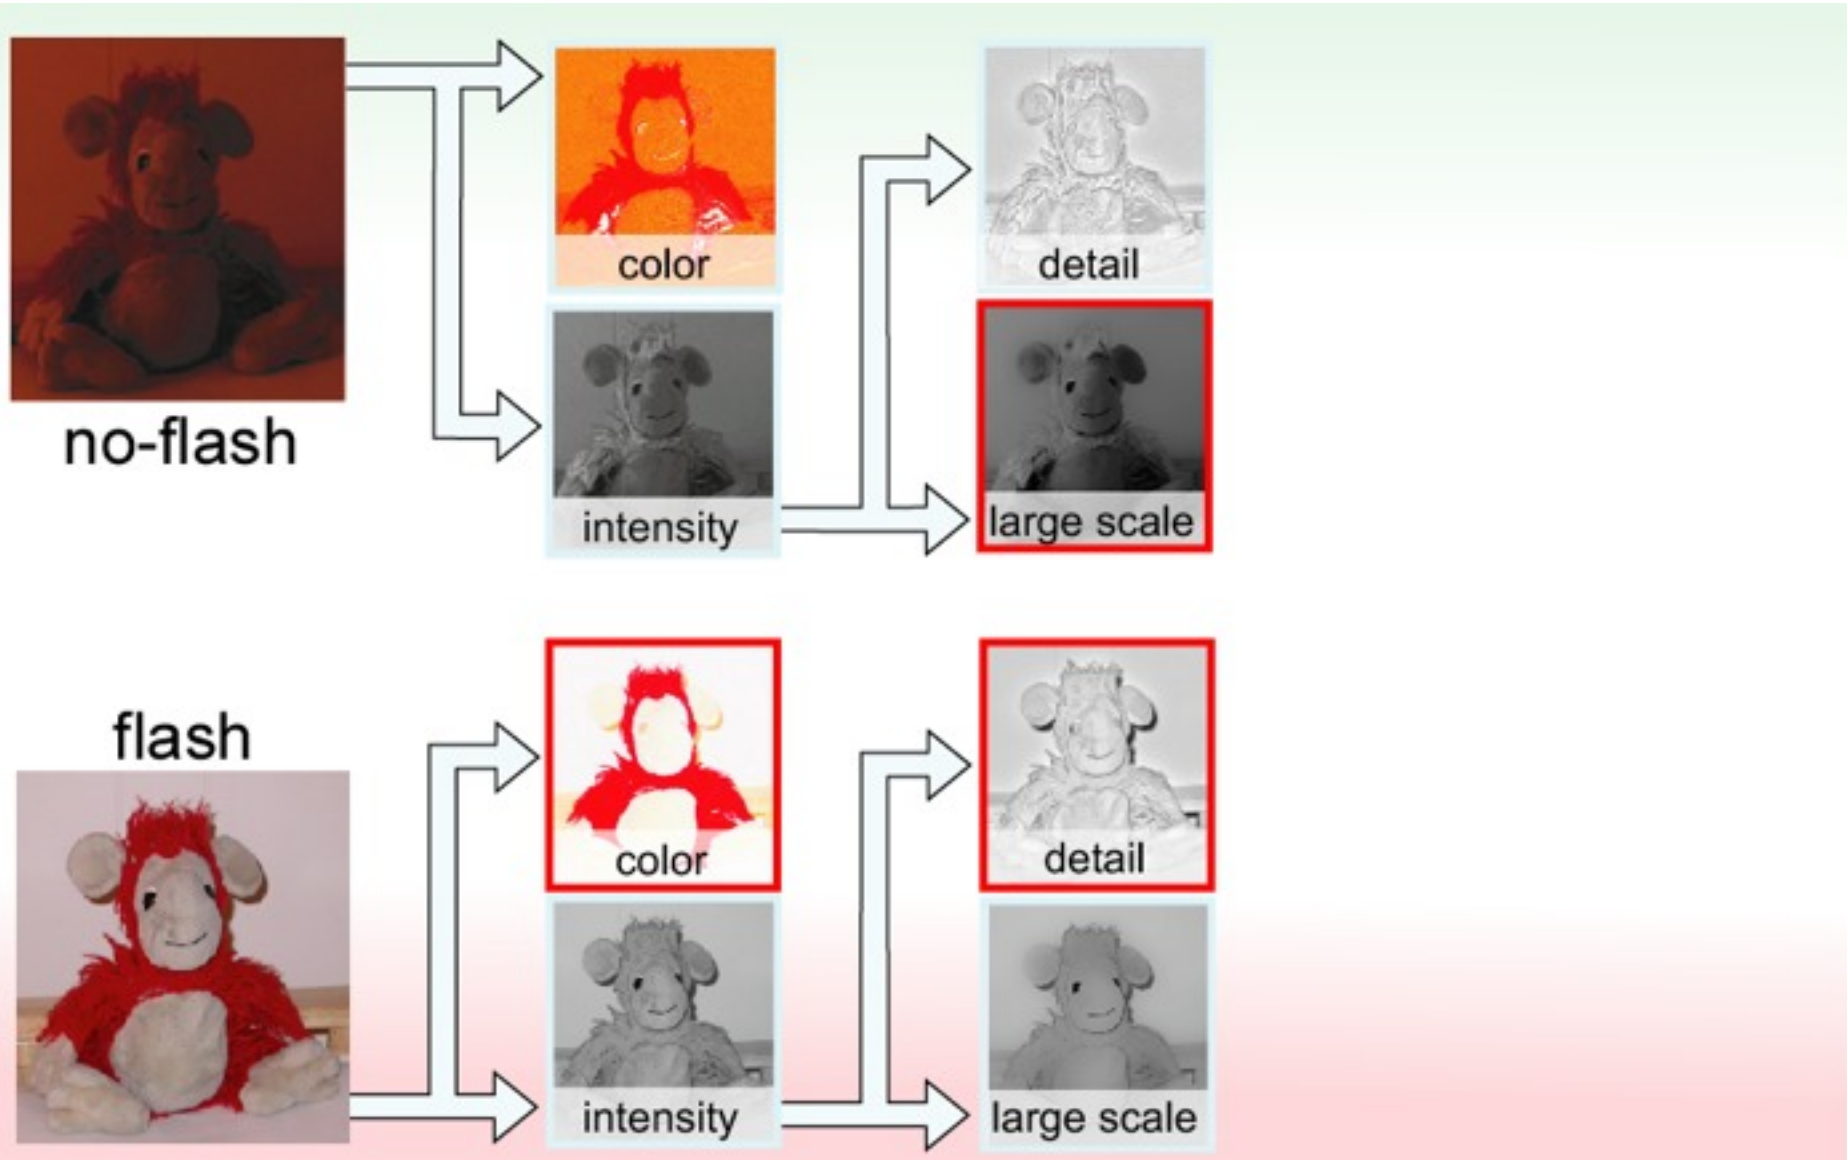 color
detail
no-flash
intensity
large scale
flash
color
detail
intensity
large scale